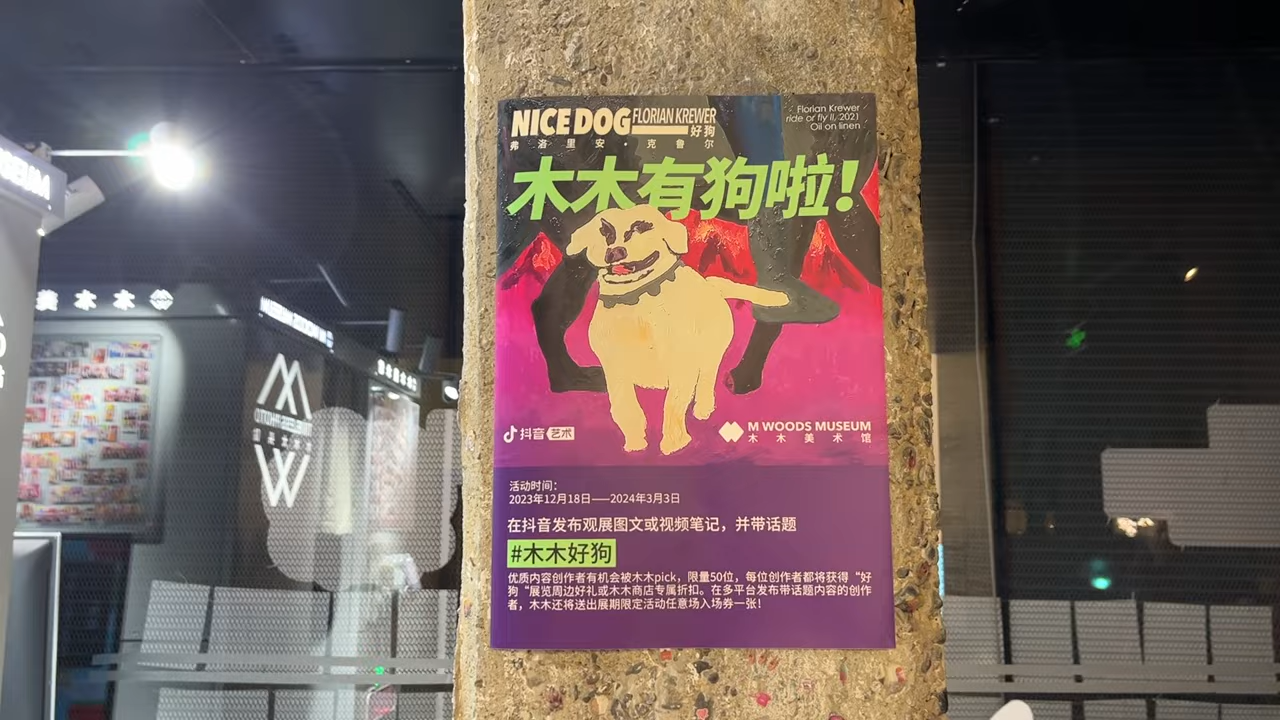 NICE DOG FLORIAN KREWER
好狗
弗洛里安·克鲁尔
Florian Krewer
ride or fly II, 2021
Oil on linen
木木有狗啦!
抖音 艺术
M WOODS MUSEUM
木木美术馆
活动时间:
2023年12月18日——2024年3月3日
在抖音发布观展图文或视频笔记,并带话题
#木木好狗
优质内容创作者有机会被木木pick,限量50位,每位创作者都将获得“好
狗“展览周边好礼或木木商店专属折扣。在多平台发布带话题内容的创作
者,木木还将送出展期限定活动任意场入场券一张!
美木木
M
W